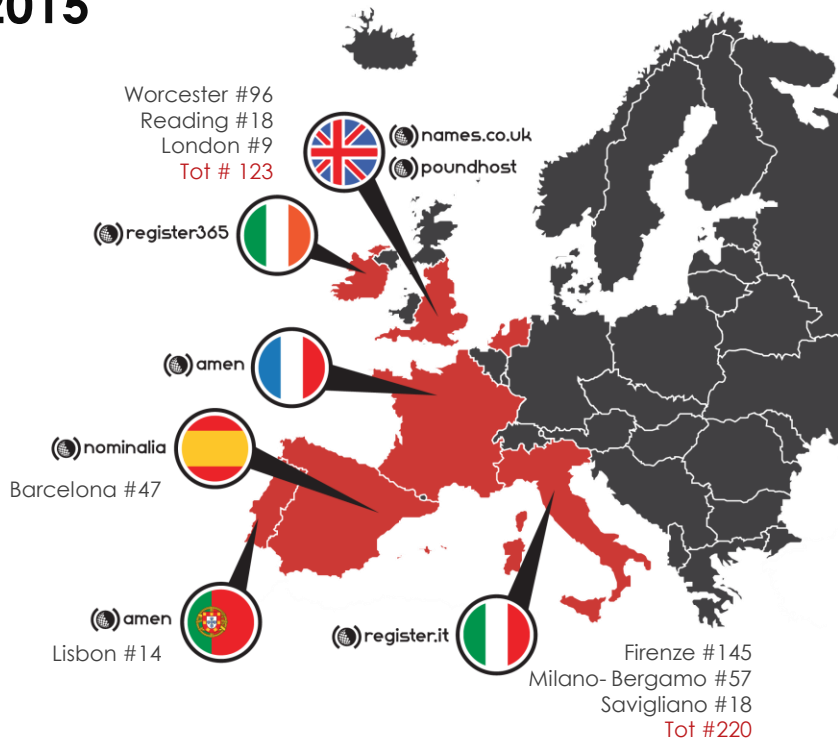 2015
Worcester #96
Reading #18
London #9
Tot # 123
names.co.uk
poundhost
register365
amen
nominalia
Barcelona #47
amen
Lisbon #14
register.it
Firenze #145
Milano- Bergamo #57
Savigliano #18
Tot #220